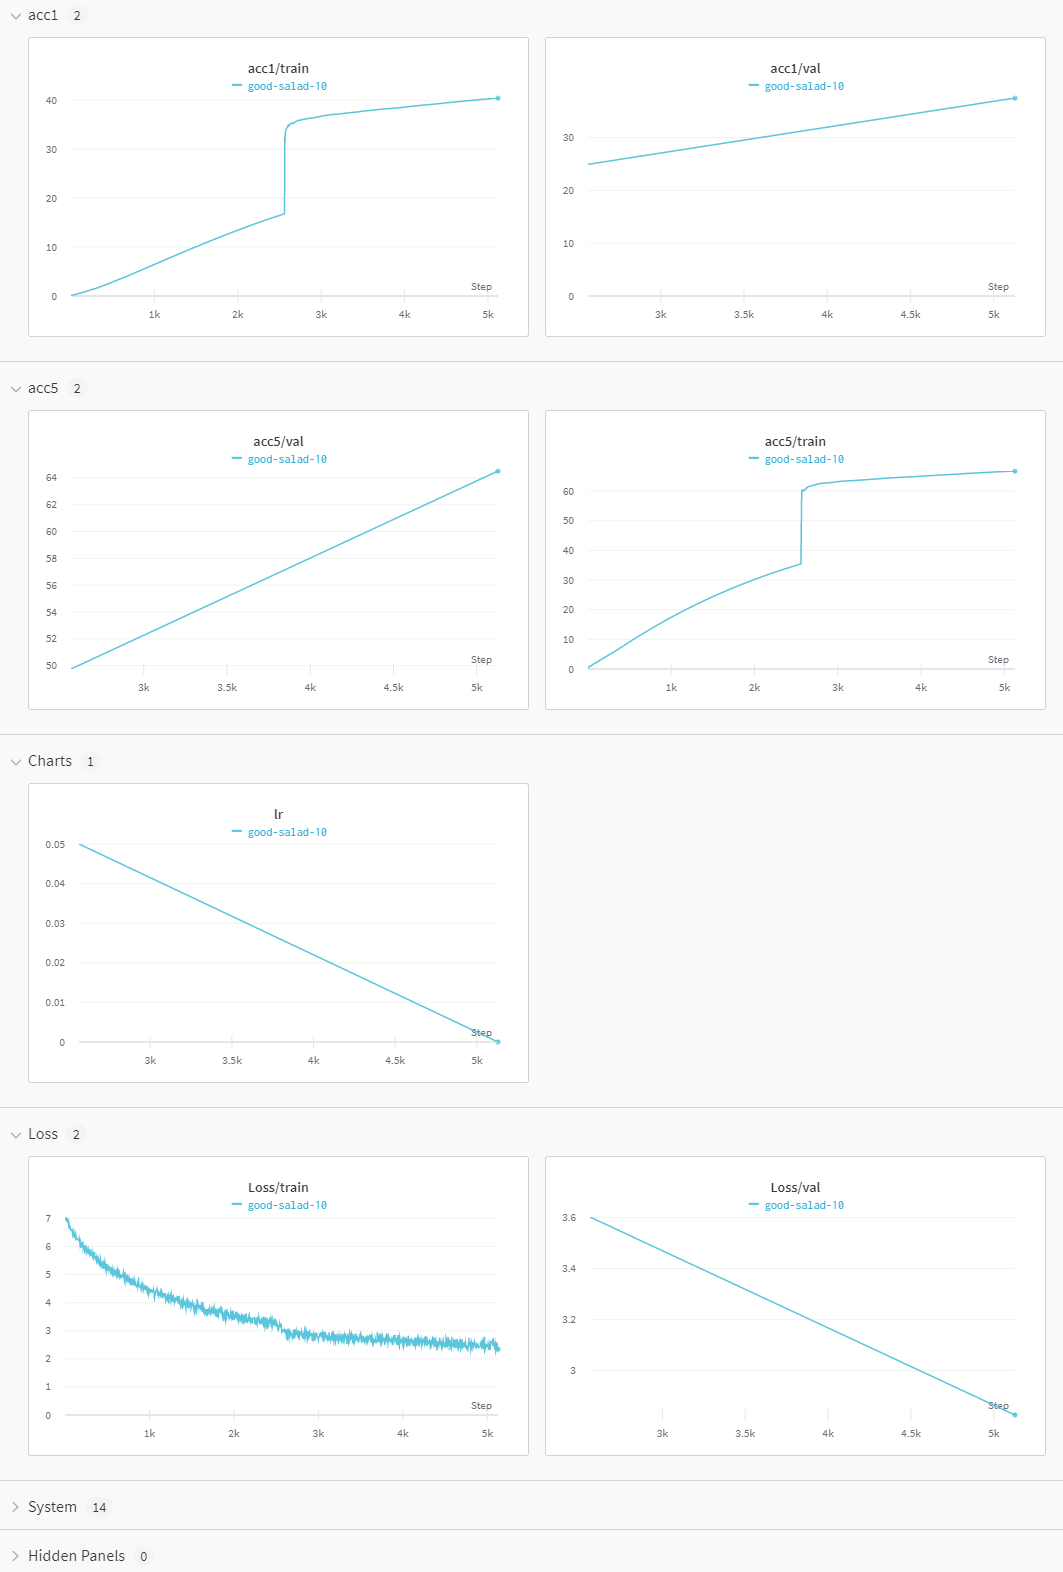 acc1 2
acc1/train
good-salad-10
40
30
20
10
0
Step
1k 2k 3k 4k 5k
acc1/val
good-salad-10
30
20
10
0
Step
3k 3.5k 4k 4.5k 5k
acc5 2
acc5/val
good-salad-10
64
62
60
58
56
54
52
50
Step
3k 3.5k 4k 4.5k 5k
acc5/train
good-salad-10
60
50
40
30
20
10
0
Step
1k 2k 3k 4k 5k
Charts 1
lr
good-salad-10
0.05
0.04
0.03
0.02
0.01
0
Step
3k 3.5k 4k 4.5k 5k
Loss 2
Loss/train
good-salad-10
7
6
5
4
3
2
1
0
Step
1k 2k 3k 4k 5k
Loss/val
good-salad-10
3.6
3.4
3.2
3
Step
3k 3.5k 4k 4.5k 5k
System 14
Hidden Panels 0